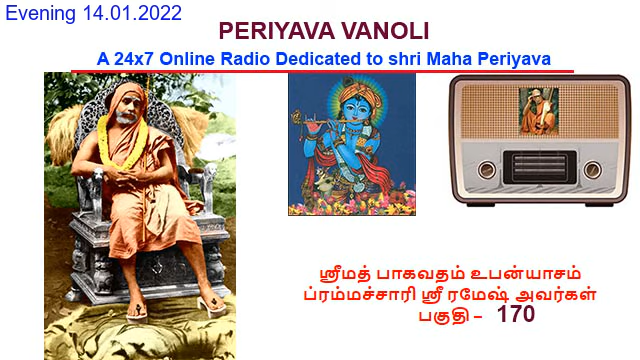 Evening 14.01.2022
PERIYAVA VANOLI
A 24x7 Online Radio Dedicated to shri Maha Periyava
ஸ்ரீமத் பாகவதம் உபன்யாசம்
ப்ரம்மச்சாரி ஸ்ரீ ரமேஷ் அவர்கள்
பகுதி – 170